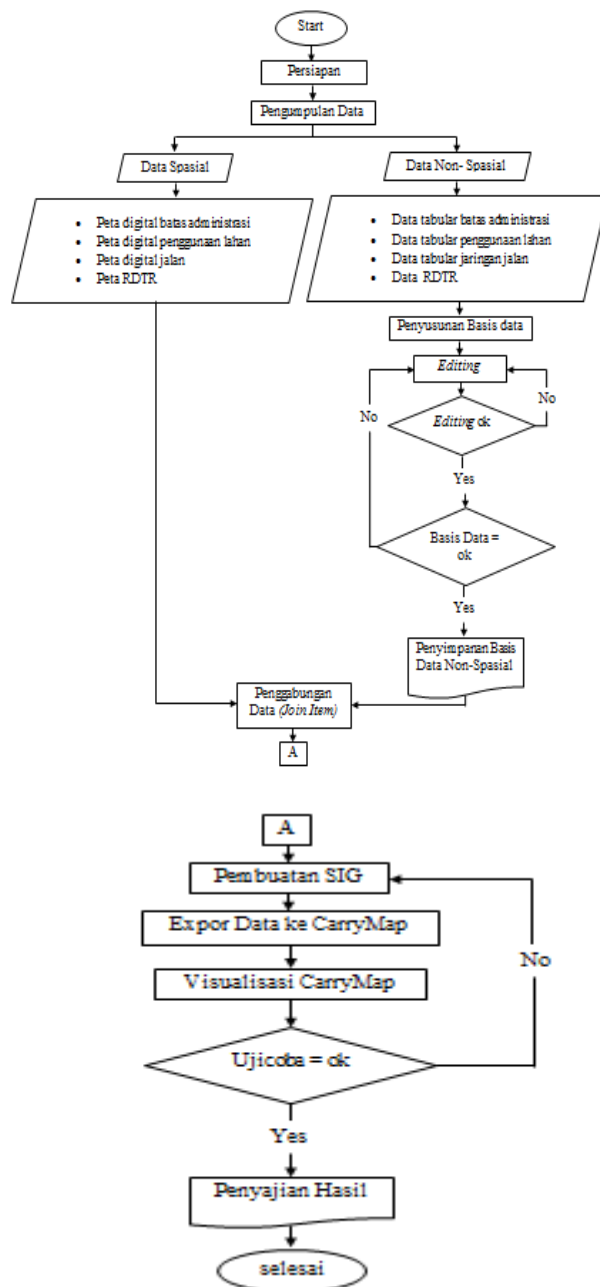 Start
Persiapan
Pengumpulan Data
Data Spasial
Data Non- Spasial
• Peta digital batas administrasi
• Peta digital penggunaan lahan
• Peta digital jalan
• Peta RDTR
• Data tabular batas administrasi
• Data tabular penggunaan lahan
• Data tabular jaringan jalan
• Data RDTR
Penyusunan Basis data
Editing
No
No
Editing ok
Yes
Basis Data =
ok
Yes
Penyimpanan Basis
Data Non-Spasial
Penggabungan
Data (Join Item)
A
A
Pembuatan SIG
Expor Data ke CarryMap
No
Visualisasi CarryMap
Ujicoba = ok
Yes
Penyajian Hasil
selesai